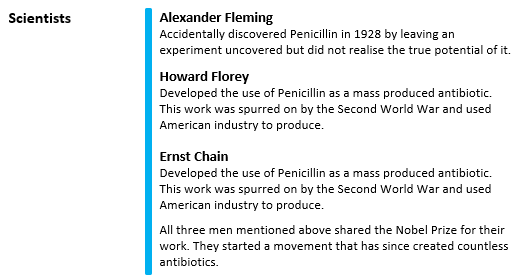 Scientists
Alexander Fleming
Accidentally discovered Penicillin in 1928 by leaving an
experiment uncovered but did not realise the true potential of it.
Howard Florey
Developed the use of Penicillin as a mass produced antibiotic.
This work was spurred on by the Second World War and used
American industry to produce.
Ernst Chain
Developed the use of Penicillin as a mass produced antibiotic.
This work was spurred on by the Second World War and used
American industry to produce.
All three men mentioned above shared the Nobel Prize for their
work. They started a movement that has since created countless
antibiotics.